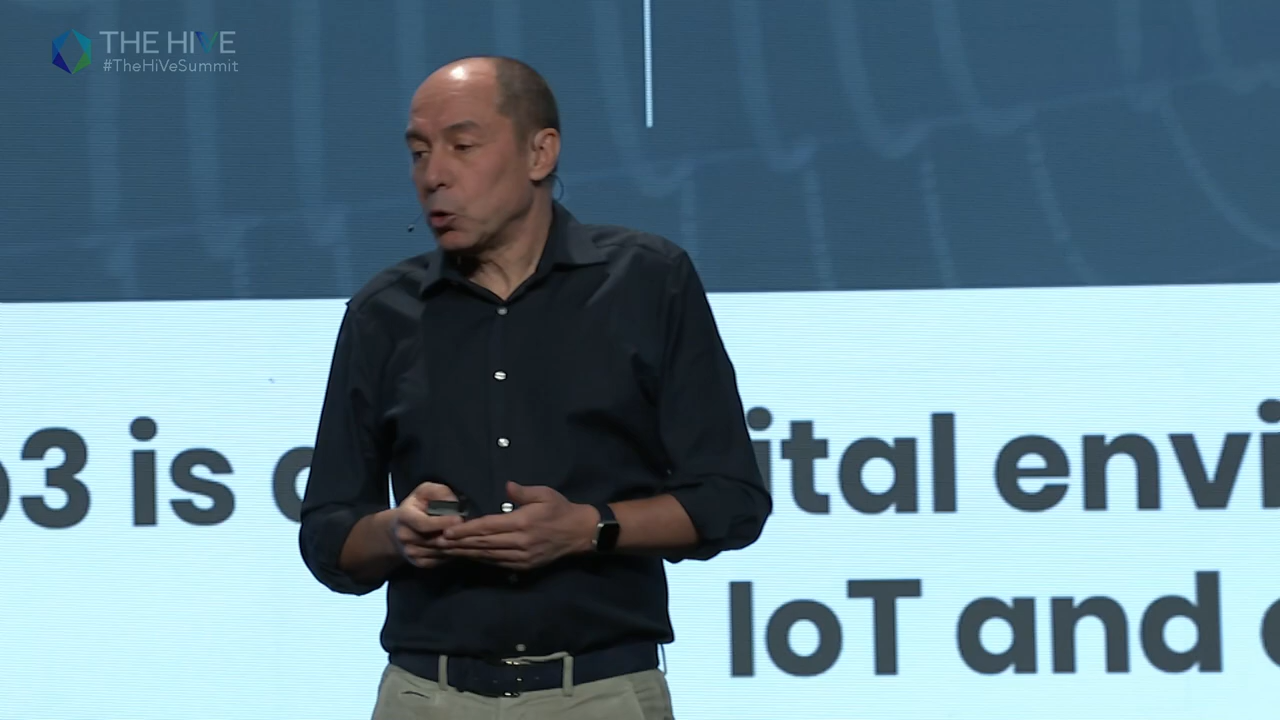 THE HIVE
#TheHiVeSummit
3 is
ital envi
IoT and